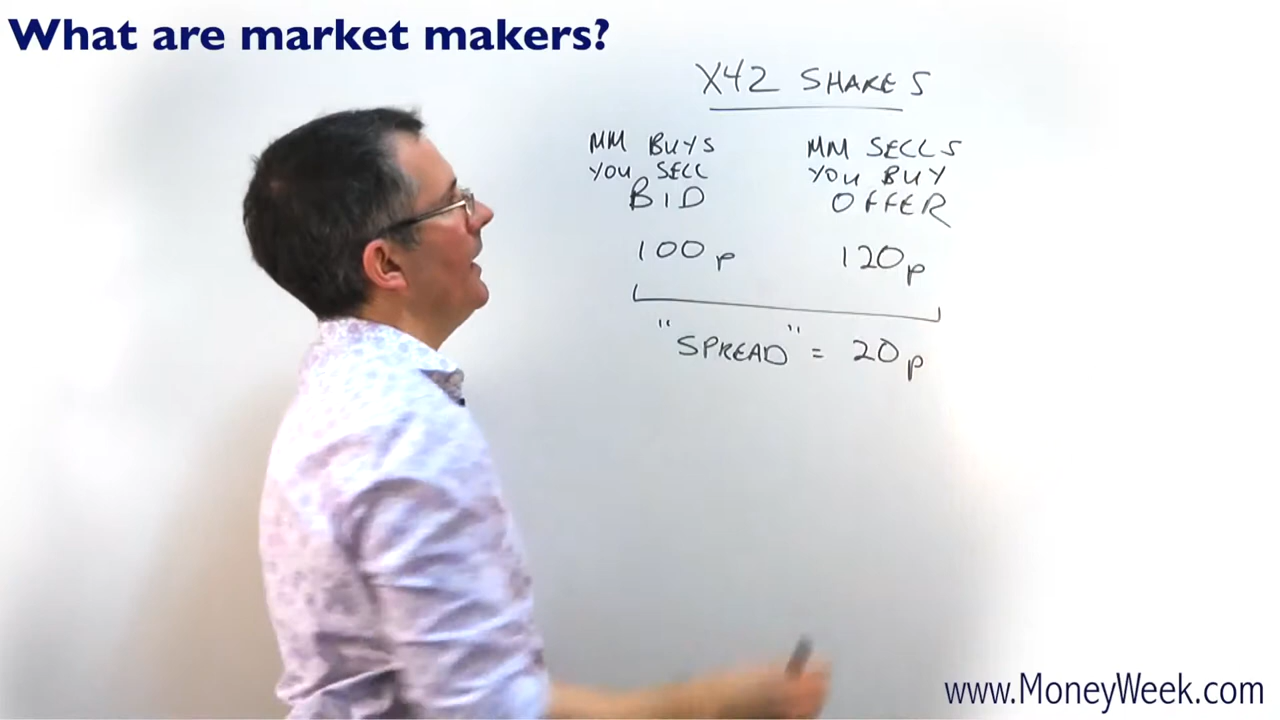 What are market makers?
X42 SHARES
MM BUYS
YOU SELL
BID
100p
MM SELLS
YOU BUY
OFFER
120p
"SPREAD" = 20p
www.MoneyWeek.com